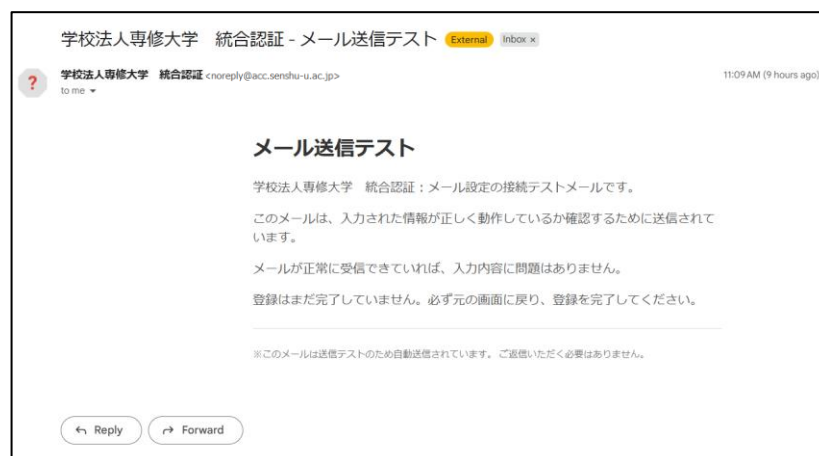 学校法人専修大学　統合認証 - メール送信テスト External Inbox ×
学校法人専修大学　統合認証 <noreply@acc.senshu-u.ac.jp> 11:09 AM (9 hours ago)
to me
メール送信テスト
学校法人専修大学　統合認証：メール設定の接続テストメールです。
このメールは、入力された情報が正しく動作しているか確認するために送信されて
います。
メールが正常に受信できていれば、入力内容に問題はありません。
登録はまだ完了していません。必ず元の画面に戻り、登録を完了してください。
※このメールは送信テストのため自動送信されています。ご返信いただく必要はありません。
Reply Forward